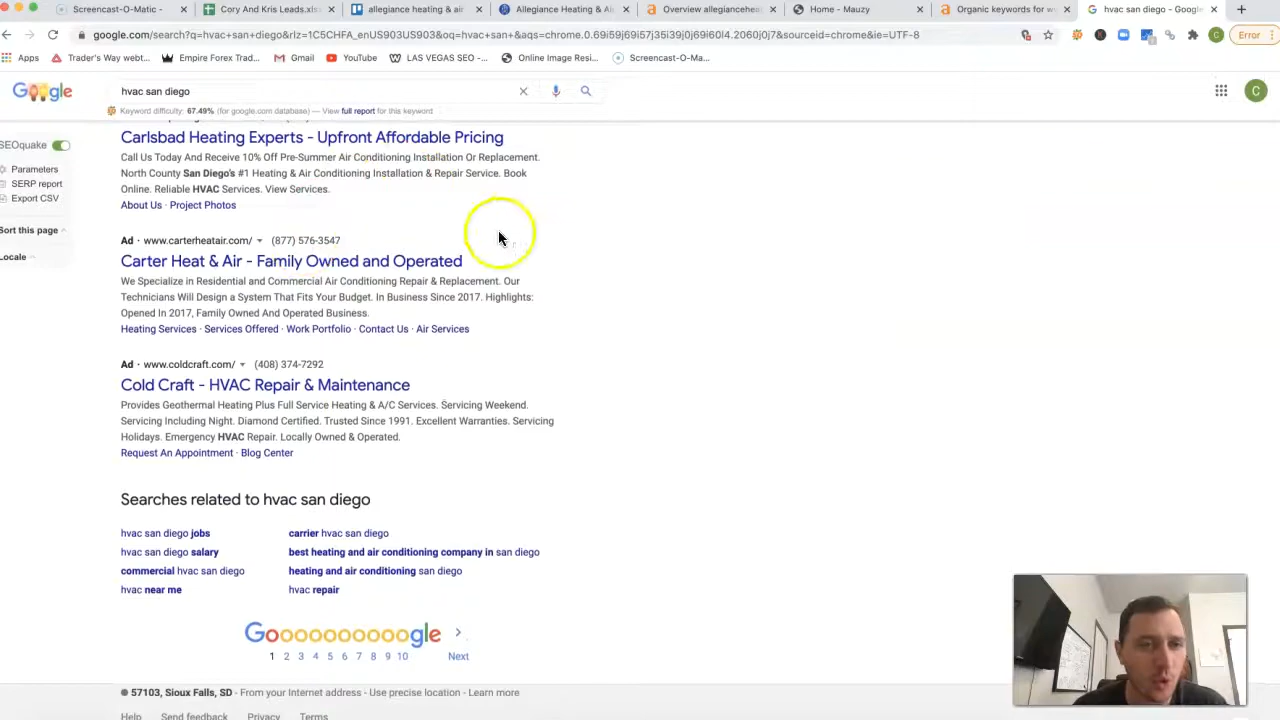 Screencast-O-Matic -
Cory And Kris Leads.xls
allegiance heating & air
Allegiance Heating & Air
Overview allegianceheat
Home - Mauzy
Organic keywords for w
hvac san diego - Google
google.com/search?q=hvac+san+diego&rlz=1C5CHFA_enUS903US903&oq=hvac+san+&aqs=chrome.0.69i59j69i57j35i39j0j69i60l4.2060j0j7&sourceid=chrome&ie=UTF-8
C
Error
Apps
Trader's Way webt...
Empire Forex Trad...
Gmail
YouTube
LAS VEGAS SEO -...
Online Image Resi...
Screencast-O-Ma...
Google
hvac san diego
C
Keyword difficulty: 67.49% (for google.com database) — View full report for this keyword
SEOquake
Parameters
SERP report
Export CSV
Sort this page
Locale
Carlsbad Heating Experts - Upfront Affordable Pricing
Call Us Today And Receive 10% Off Pre-Summer Air Conditioning Installation Or Replacement.
North County San Diego's #1 Heating & Air Conditioning Installation & Repair Service. Book
Online. Reliable HVAC Services. View Services.
About Us · Project Photos
Ad · www.carterheatair.com/ (877) 576-3547
Carter Heat & Air - Family Owned and Operated
We Specialize in Residential and Commercial Air Conditioning Repair & Replacement. Our
Technicians Will Design a System That Fits Your Budget. In Business Since 2017. Highlights:
Opened In 2017, Family Owned And Operated Business.
Heating Services · Services Offered · Work Portfolio · Contact Us · Air Services
Ad · www.coldcraft.com/ (408) 374-7292
Cold Craft - HVAC Repair & Maintenance
Provides Geothermal Heating Plus Full Service Heating & A/C Services. Servicing Weekend.
Servicing Including Night. Diamond Certified. Trusted Since 1991. Excellent Warranties. Servicing
Holidays. Emergency HVAC Repair. Locally Owned & Operated.
Request An Appointment · Blog Center
Searches related to hvac san diego
hvac san diego jobs
carrier hvac san diego
hvac san diego salary
best heating and air conditioning company in san diego
commercial hvac san diego
heating and air conditioning san diego
hvac near me
hvac repair
Goooooooooogle
1 2 3 4 5 6 7 8 9 10 Next
57103, Sioux Falls, SD - From your Internet address - Use precise location - Learn more
Help Send feedback Privacy Terms